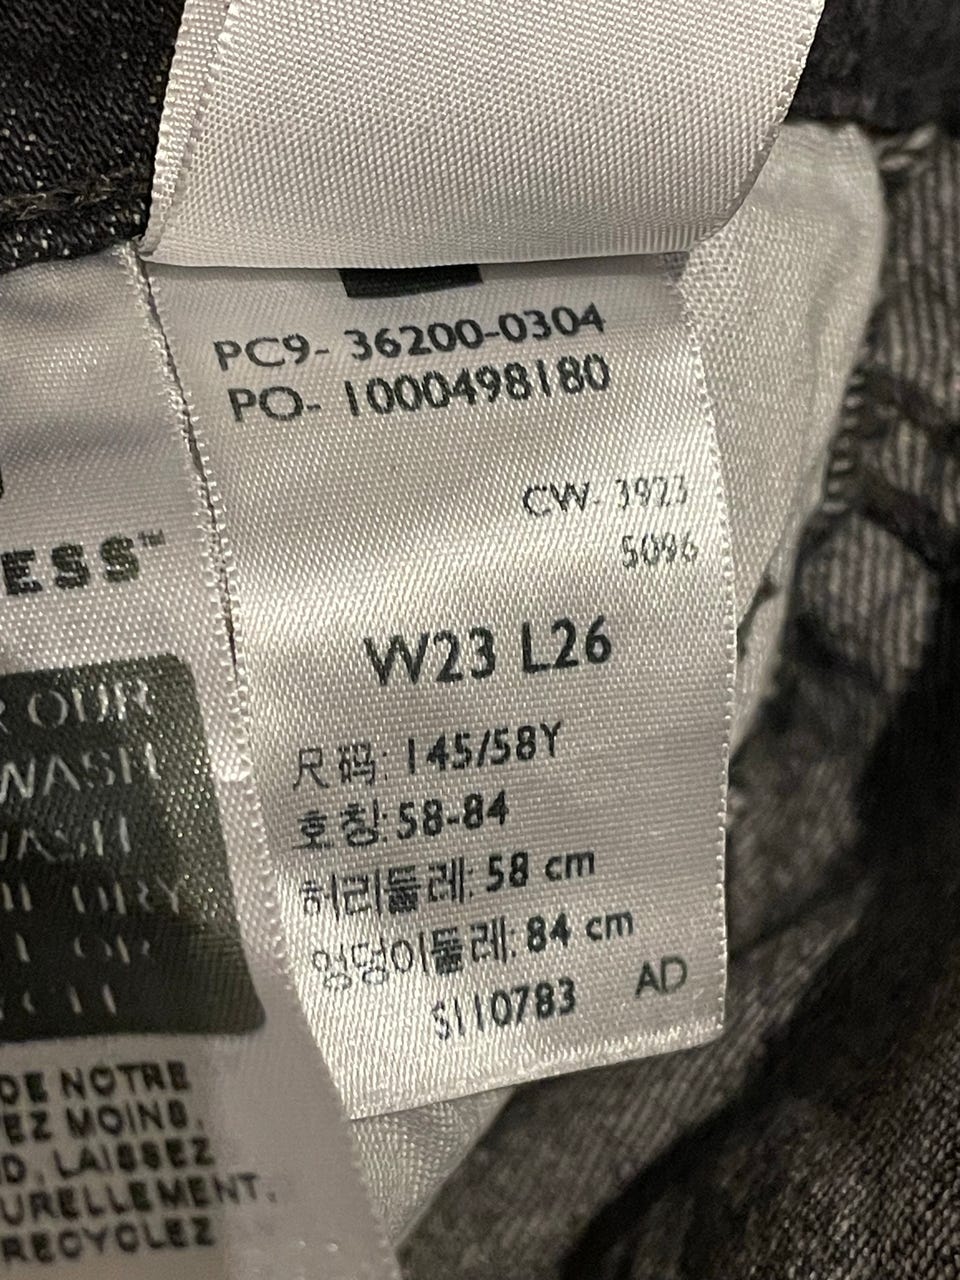 PC9- 36200-0304
PO- 1000498180
CW- 3923
5096
W23 L26
尺码: 145/58Y
호칭: 58-84
허리둘레: 58 cm
엉덩이둘레: 84 cm
S110783 AD
ESS™
OUR
WASH
DRY
OR
DE NOTRE
EZ MOINS.
D, LAISSEZ
URELLEMENT.
RECYCLEZ